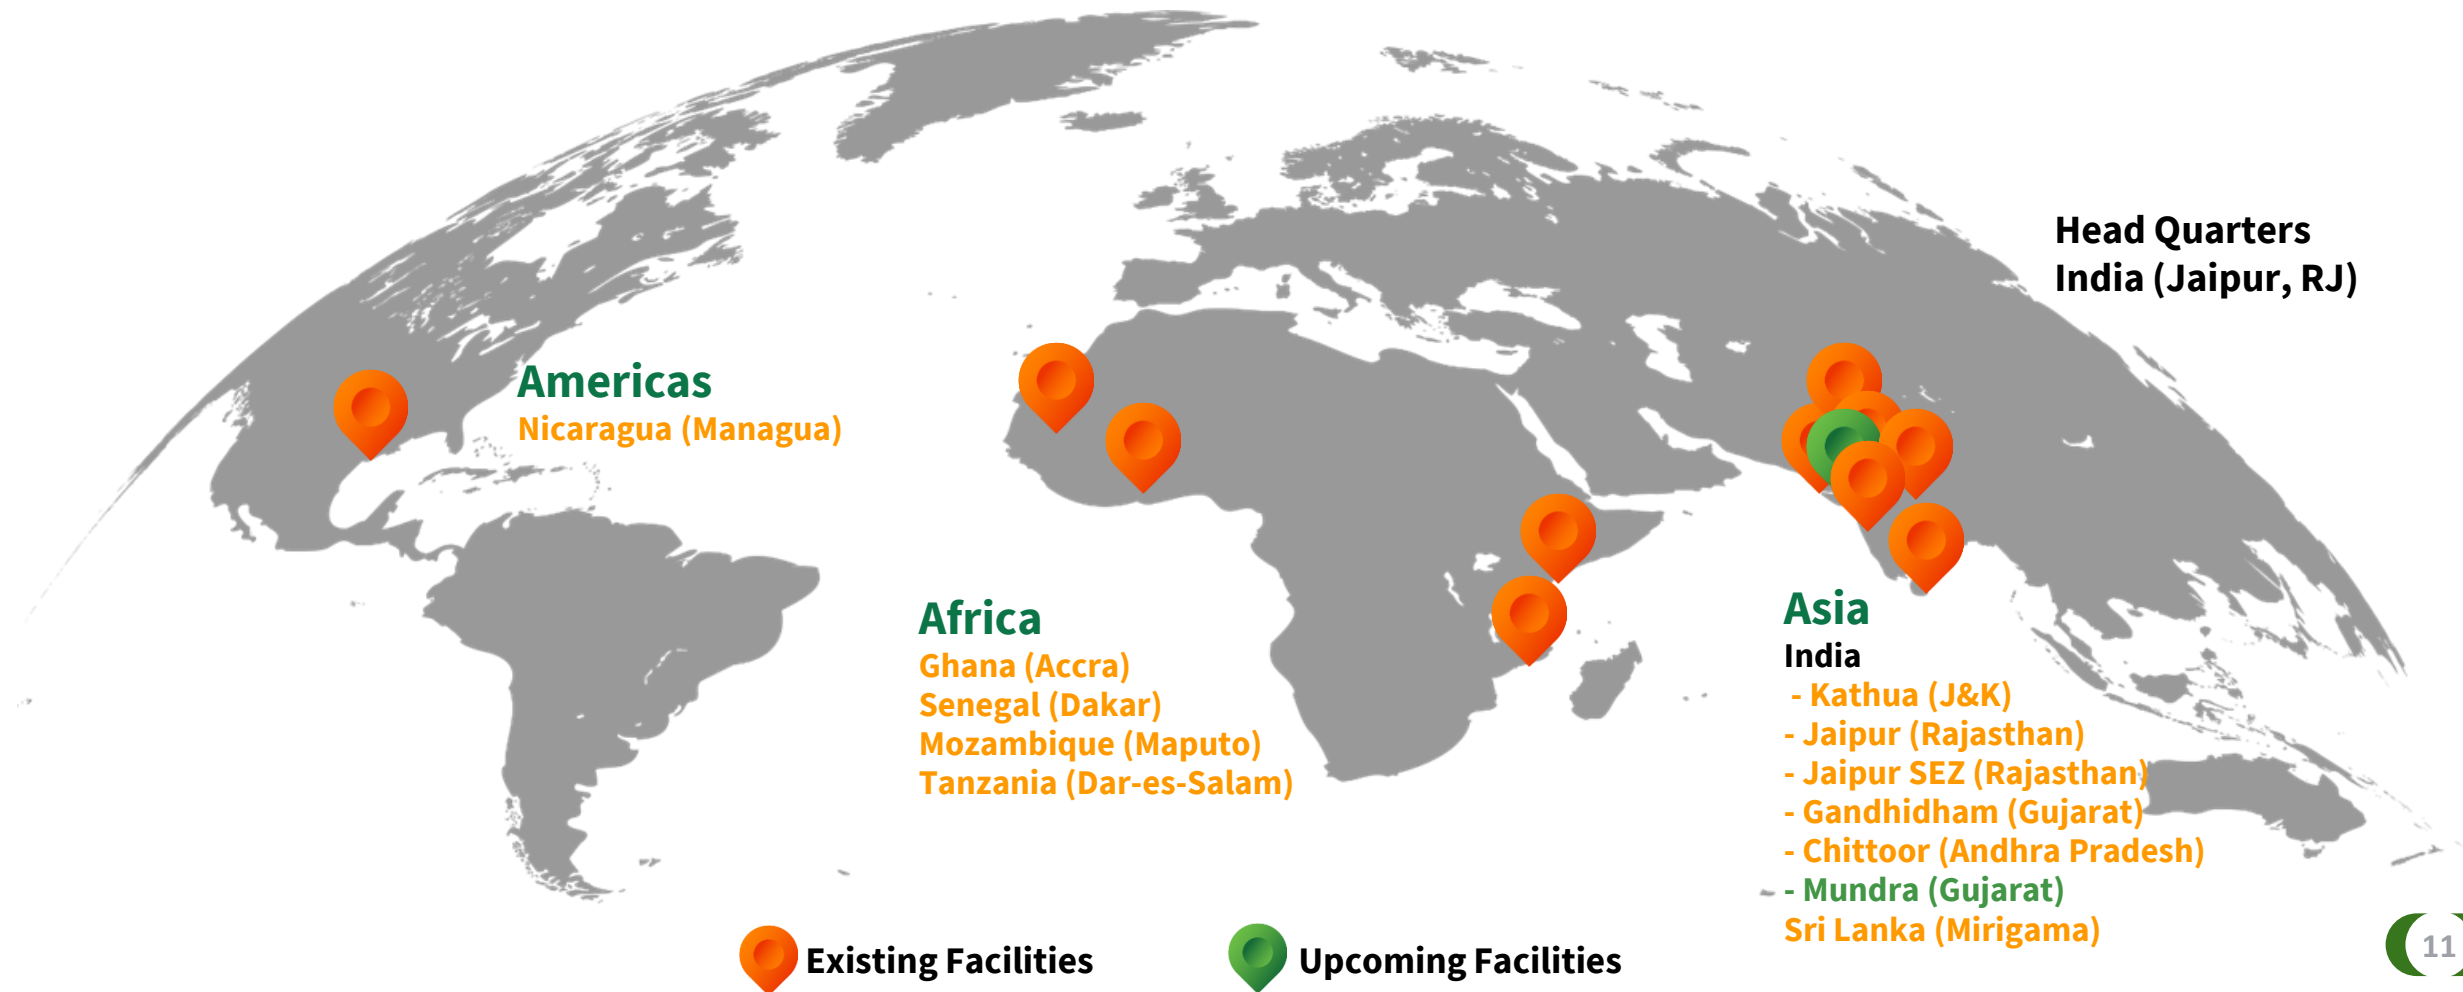 Head Quarters
India (Jaipur, RJ)
Americas
Nicaragua (Managua)
Africa
Ghana (Accra)
Senegal (Dakar)
Mozambique (Maputo)
Tanzania (Dar-es-Salam)
Asia
India
- Kathua (J&K)
- Jaipur (Rajasthan)
- Jaipur SEZ (Rajasthan)
- Gandhidham (Gujarat)
- Chittoor (Andhra Pradesh)
- Mundra (Gujarat)
Sri Lanka (Mirigama)
Existing Facilities
Upcoming Facilities
11